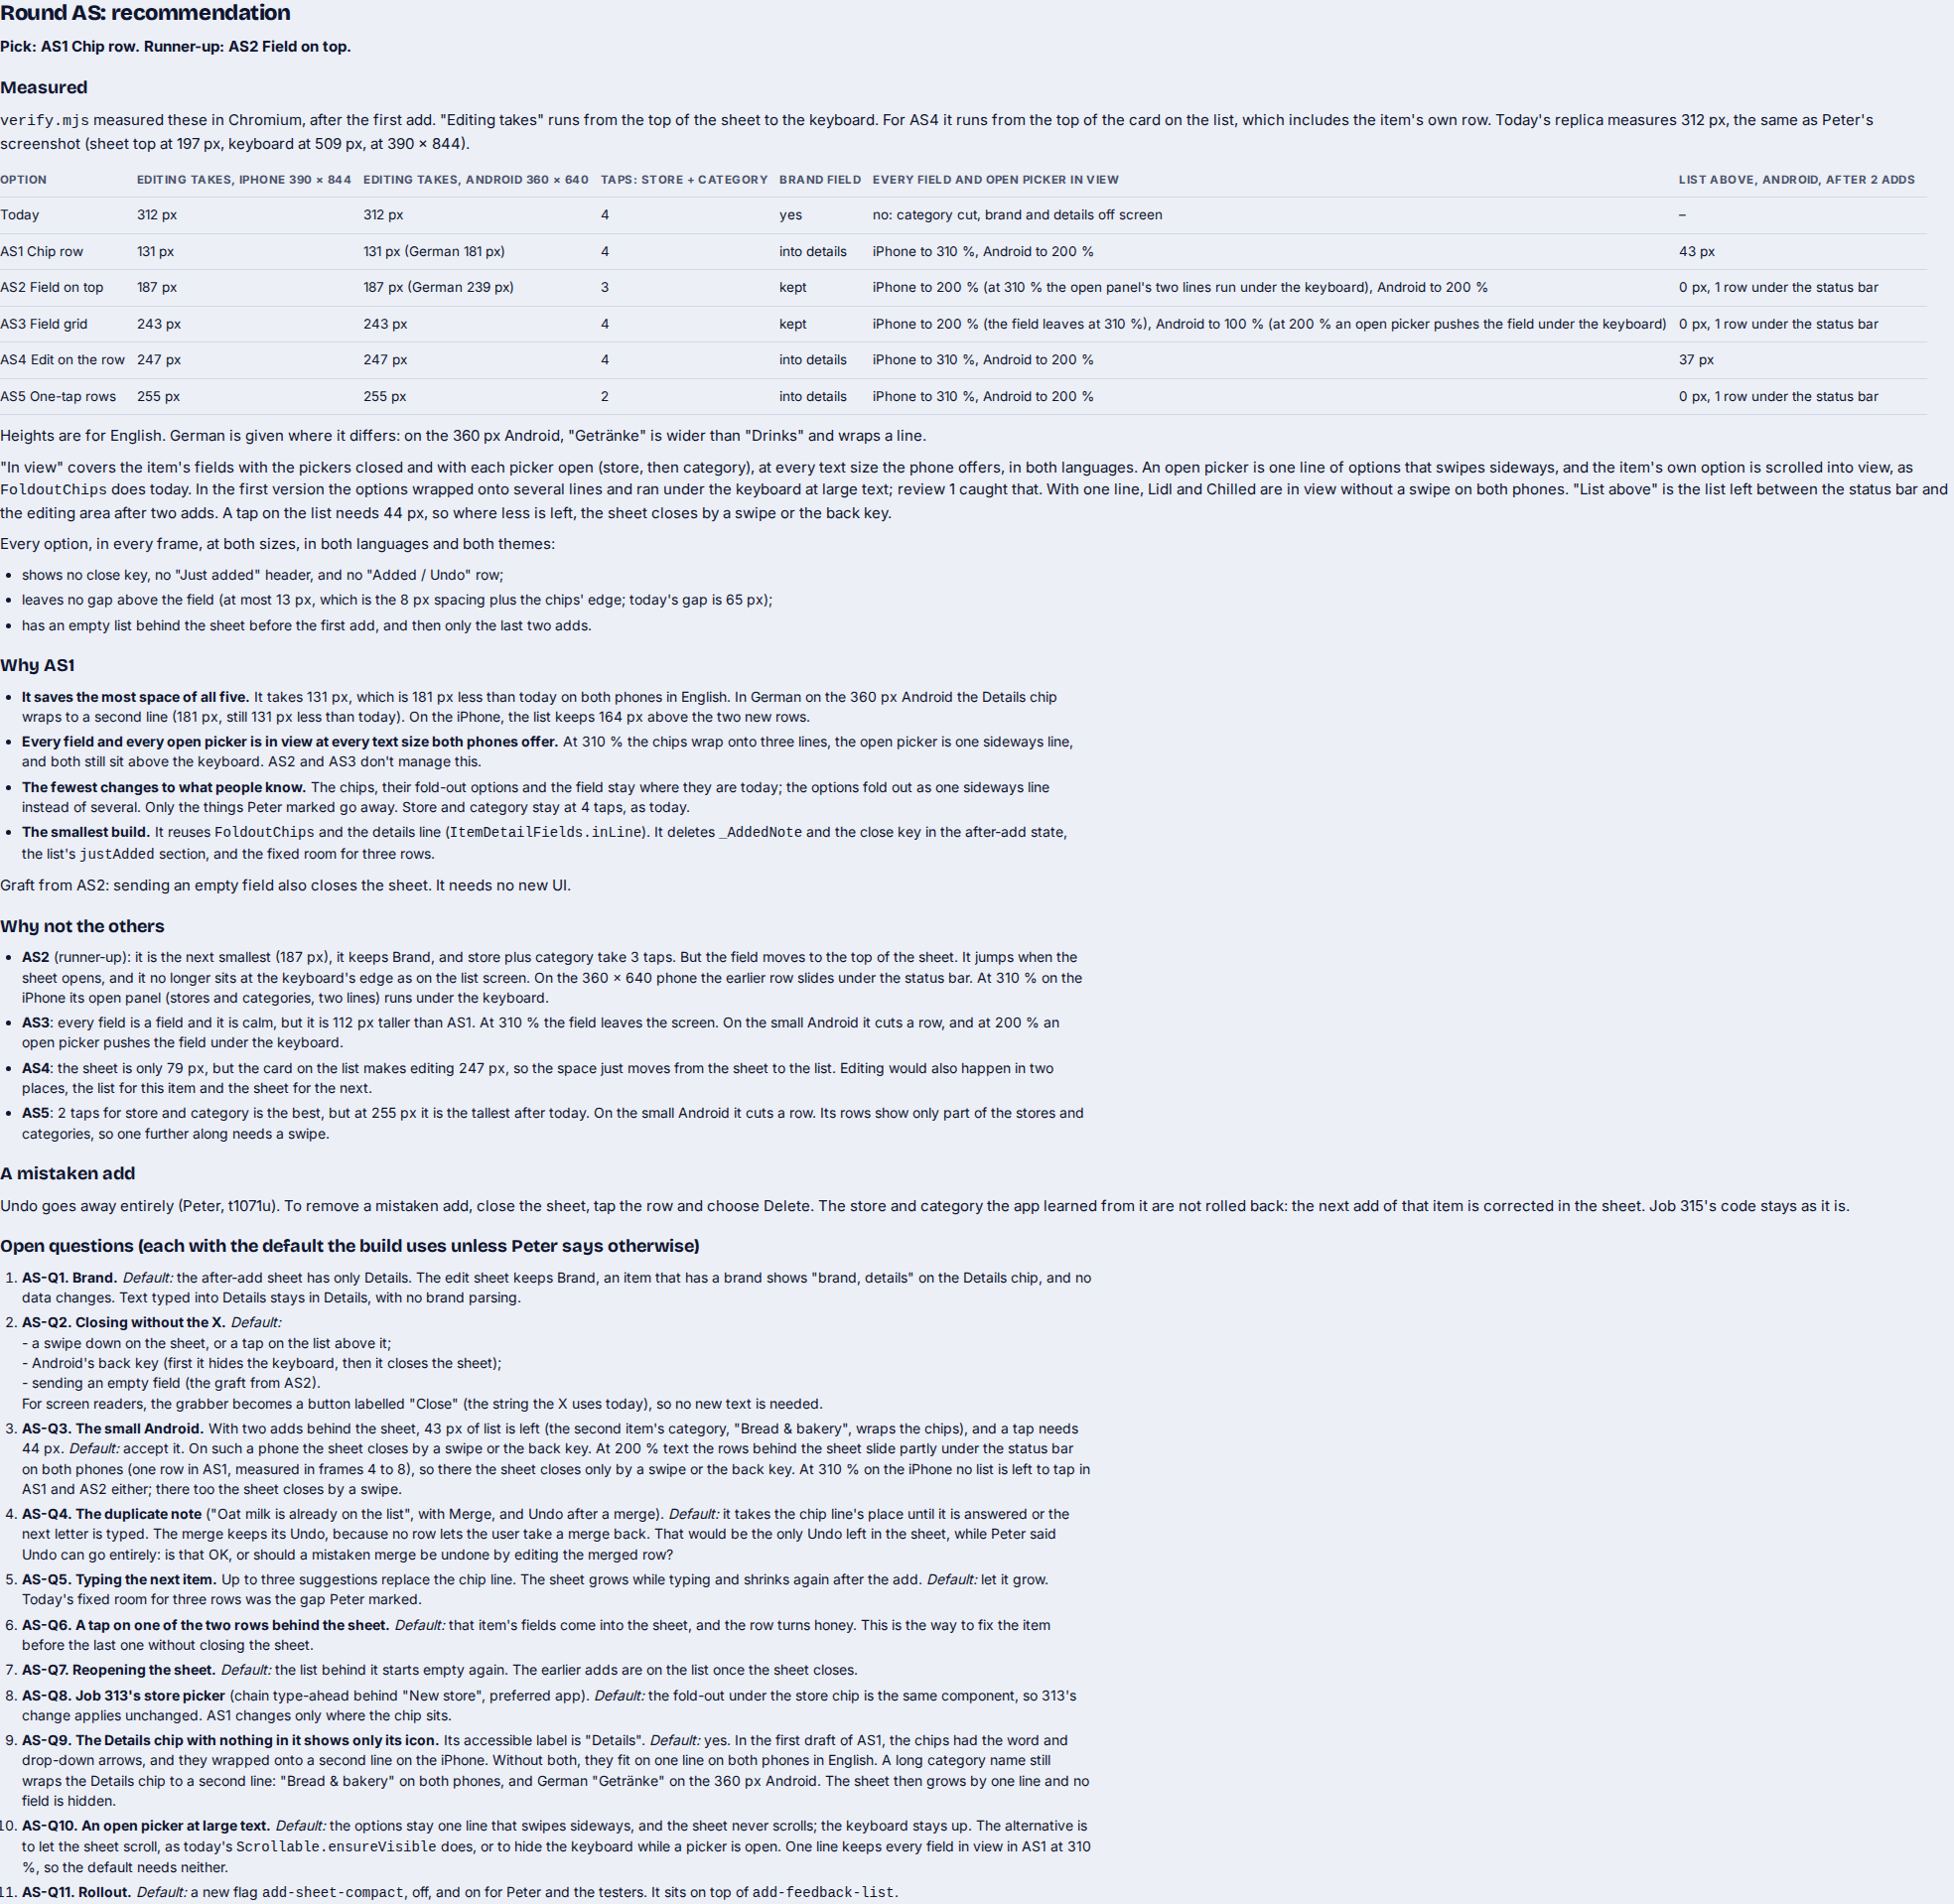 Round AS: recommendation
Pick: AS1 Chip row. Runner-up: AS2 Field on top.
Measured
verify.mjs measured these in Chromium, after the first add. "Editing takes" runs from the top of the sheet to the keyboard. For AS4 it runs from the top of the card on the list, which includes the item's own row. Today's replica measures 312 px, the same as Peter's
screenshot (sheet top at 197 px, keyboard at 509 px, at 390 × 844).
OPTION EDITING TAKES, IPHONE 390 × 844 EDITING TAKES, ANDROID 360 × 640 TAPS: STORE + CATEGORY BRAND FIELD EVERY FIELD AND OPEN PICKER IN VIEW LIST ABOVE, ANDROID, AFTER 2 ADDS
Today 312 px 312 px 4 yes no: category cut, brand and details off screen –
AS1 Chip row 131 px 131 px (German 181 px) 4 into details iPhone to 310 %, Android to 200 % 43 px
AS2 Field on top 187 px 187 px (German 239 px) 3 kept iPhone to 200 % (at 310 % the open panel's two lines run under the keyboard), Android to 200 % 0 px, 1 row under the status bar
AS3 Field grid 243 px 243 px 4 kept iPhone to 200 % (the field leaves at 310 %), Android to 100 % (at 200 % an open picker pushes the field under the keyboard) 0 px, 1 row under the status bar
AS4 Edit on the row 247 px 247 px 4 into details iPhone to 310 %, Android to 200 % 37 px
AS5 One-tap rows 255 px 255 px 2 into details iPhone to 310 %, Android to 200 % 0 px, 1 row under the status bar
Heights are for English. German is given where it differs: on the 360 px Android, "Getränke" is wider than "Drinks" and wraps a line.
"In view" covers the item's fields with the pickers closed and with each picker open (store, then category), at every text size the phone offers, in both languages. An open picker is one line of options that swipes sideways, and the item's own option is scrolled into view, as
FoldoutChips does today. In the first version the options wrapped onto several lines and ran under the keyboard at large text; review 1 caught that. With one line, Lidl and Chilled are in view without a swipe on both phones. "List above" is the list left between the status bar and
the editing area after two adds. A tap on the list needs 44 px, so where less is left, the sheet closes by a swipe or the back key.
Every option, in every frame, at both sizes, in both languages and both themes:
• shows no close key, no "Just added" header, and no "Added / Undo" row;
• leaves no gap above the field (at most 13 px, which is the 8 px spacing plus the chips' edge; today's gap is 65 px);
• has an empty list behind the sheet before the first add, and then only the last two adds.
Why AS1
• It saves the most space of all five. It takes 131 px, which is 181 px less than today on both phones in English. In German on the 360 px Android the Details chip
wraps to a second line (181 px, still 131 px less than today). On the iPhone, the list keeps 164 px above the two new rows.
• Every field and every open picker is in view at every text size both phones offer. At 310 % the chips wrap onto three lines, the open picker is one sideways line,
and both still sit above the keyboard. AS2 and AS3 don't manage this.
• The fewest changes to what people know. The chips, their fold-out options and the field stay where they are today; the options fold out as one sideways line
instead of several. Only the things Peter marked go away. Store and category stay at 4 taps, as today.
• The smallest build. It reuses FoldoutChips and the details line (ItemDetailFields.inLine). It deletes _AddedNote and the close key in the after-add state,
the list's justAdded section, and the fixed room for three rows.
Graft from AS2: sending an empty field also closes the sheet. It needs no new UI.
Why not the others
• AS2 (runner-up): it is the next smallest (187 px), it keeps Brand, and store plus category take 3 taps. But the field moves to the top of the sheet. It jumps when the
sheet opens, and it no longer sits at the keyboard's edge as on the list screen. On the 360 × 640 phone the earlier row slides under the status bar. At 310 % on the
iPhone its open panel (stores and categories, two lines) runs under the keyboard.
• AS3: every field is a field and it is calm, but it is 112 px taller than AS1. At 310 % the field leaves the screen. On the small Android it cuts a row, and at 200 % an
open picker pushes the field under the keyboard.
• AS4: the sheet is only 79 px, but the card on the list makes editing 247 px, so the space just moves from the sheet to the list. Editing would also happen in two
places, the list for this item and the sheet for the next.
• AS5: 2 taps for store and category is the best, but at 255 px it is the tallest after today. On the small Android it cuts a row. Its rows show only part of the stores and
categories, so one further along needs a swipe.
A mistaken add
Undo goes away entirely (Peter, t1071u). To remove a mistaken add, close the sheet, tap the row and choose Delete. The store and category the app learned from it are not rolled back: the next add of that item is corrected in the sheet. Job 315's code stays as it is.
Open questions (each with the default the build uses unless Peter says otherwise)
1. AS-Q1. Brand. Default: the after-add sheet has only Details. The edit sheet keeps Brand, an item that has a brand shows "brand, details" on the Details chip, and no
data changes. Text typed into Details stays in Details, with no brand parsing.
2. AS-Q2. Closing without the X. Default:
- a swipe down on the sheet, or a tap on the list above it;
- Android's back key (first it hides the keyboard, then it closes the sheet);
- sending an empty field (the graft from AS2).
For screen readers, the grabber becomes a button labelled "Close" (the string the X uses today), so no new text is needed.
3. AS-Q3. The small Android. With two adds behind the sheet, 43 px of list is left (the second item's category, "Bread & bakery", wraps the chips), and a tap needs
44 px. Default: accept it. On such a phone the sheet closes by a swipe or the back key. At 200 % text the rows behind the sheet slide partly under the status bar
on both phones (one row in AS1, measured in frames 4 to 8), so there the sheet closes only by a swipe or the back key. At 310 % on the iPhone no list is left to tap in
AS1 and AS2 either; there too the sheet closes by a swipe.
4. AS-Q4. The duplicate note ("Oat milk is already on the list", with Merge, and Undo after a merge). Default: it takes the chip line's place until it is answered or the
next letter is typed. The merge keeps its Undo, because no row lets the user take a merge back. That would be the only Undo left in the sheet, while Peter said
Undo can go entirely: is that OK, or should a mistaken merge be undone by editing the merged row?
5. AS-Q5. Typing the next item. Up to three suggestions replace the chip line. The sheet grows while typing and shrinks again after the add. Default: let it grow.
Today's fixed room for three rows was the gap Peter marked.
6. AS-Q6. A tap on one of the two rows behind the sheet. Default: that item's fields come into the sheet, and the row turns honey. This is the way to fix the item
before the last one without closing the sheet.
7. AS-Q7. Reopening the sheet. Default: the list behind it starts empty again. The earlier adds are on the list once the sheet closes.
8. AS-Q8. Job 313's store picker (chain type-ahead behind "New store", preferred app). Default: the fold-out under the store chip is the same component, so 313's
change applies unchanged. AS1 changes only where the chip sits.
9. AS-Q9. The Details chip with nothing in it shows only its icon. Its accessible label is "Details". Default: yes. In the first draft of AS1, the chips had the word and
drop-down arrows, and they wrapped onto a second line on the iPhone. Without both, they fit on one line on both phones in English. A long category name still
wraps the Details chip to a second line: "Bread & bakery" on both phones, and German "Getränke" on the 360 px Android. The sheet then grows by one line and no
field is hidden.
10. AS-Q10. An open picker at large text. Default: the options stay one line that swipes sideways, and the sheet never scrolls; the keyboard stays up. The alternative is
to let the sheet scroll, as today's Scrollable.ensureVisible does, or to hide the keyboard while a picker is open. One line keeps every field in view in AS1 at 310
%, so the default needs neither.
11. AS-Q11. Rollout. Default: a new flag add-sheet-compact, off, and on for Peter and the testers. It sits on top of add-feedback-list.